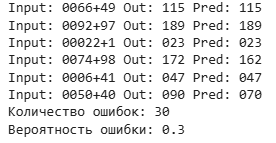 Input: 0066+49 Out: 115 Pred: 115
Input: 0092+97 Out: 189 Pred: 189
Input: 00022+1 Out: 023 Pred: 023
Input: 0074+98 Out: 172 Pred: 162
Input: 0006+41 Out: 047 Pred: 047
Input: 0050+40 Out: 090 Pred: 070
Количество ошибок: 30
Вероятность ошибки: 0.3